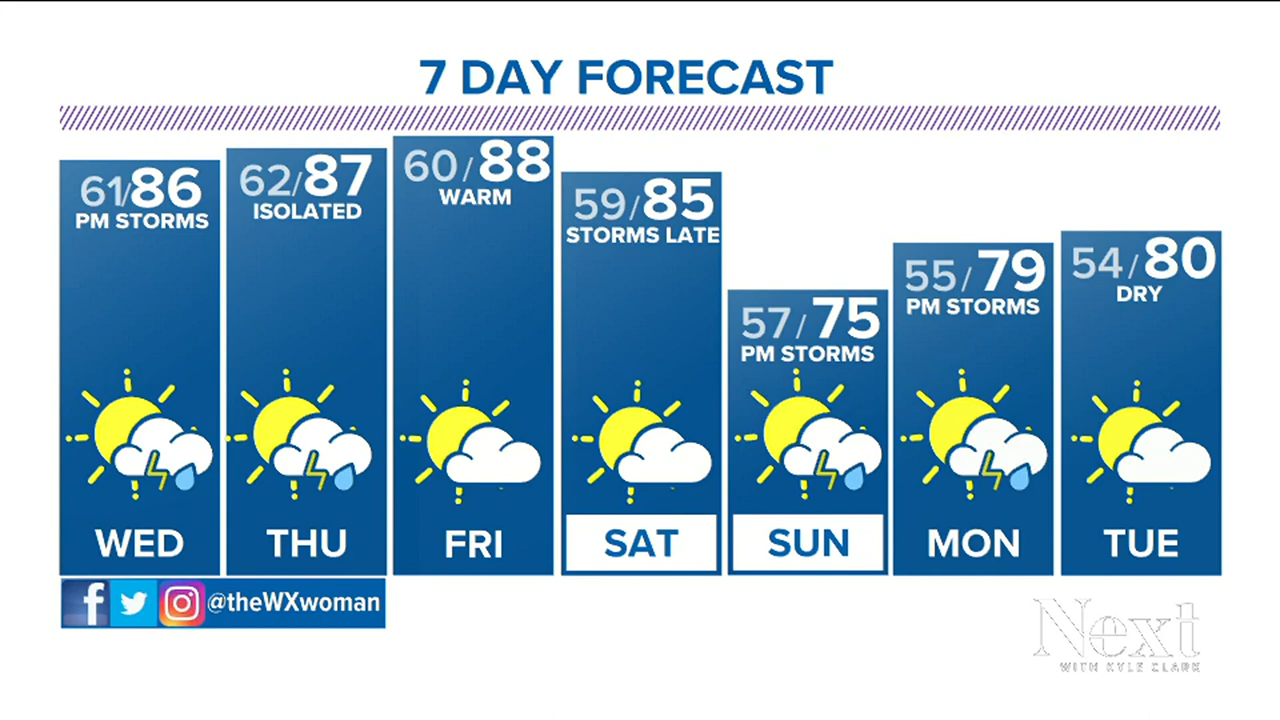 7 DAY FORECAST
61/86
PM STORMS
WED
62/87
ISOLATED
THU
60/88
WARM
FRI
59/85
STORMS LATE
SAT
57/75
PM STORMS
SUN
55/79
PM STORMS
MON
54/80
DRY
TUE
@theWXwoman
Next
WITH KYLE CLARK